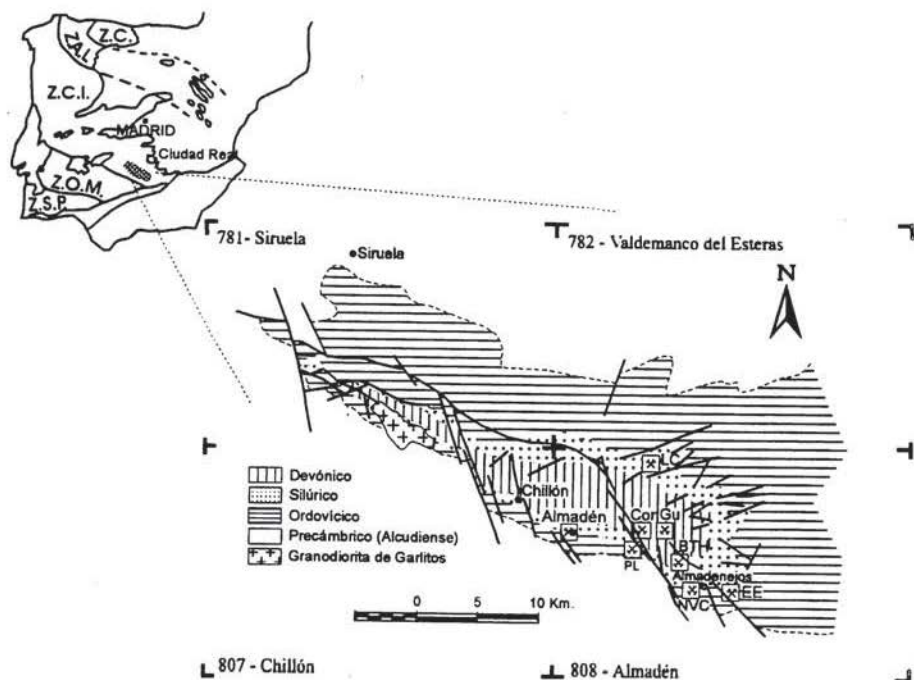 Z.C.
Z.A.L.
Z.C.I.
MADRID
Ciudad Real
Z.O.M.
Z.S.P.
781- Siruela
782 - Valdemanco del Esteras
Siruela
N
LC
Devónico
Silúrico
Ordovícico
Precámbrico (Alcudiense)
Granodiorita de Garlitos
Chillón
Almadén
Cor
Gu
PL
BT
Almadenejos
NVC
EE
0 5 10 Km.
807 - Chillón
808 - Almadén